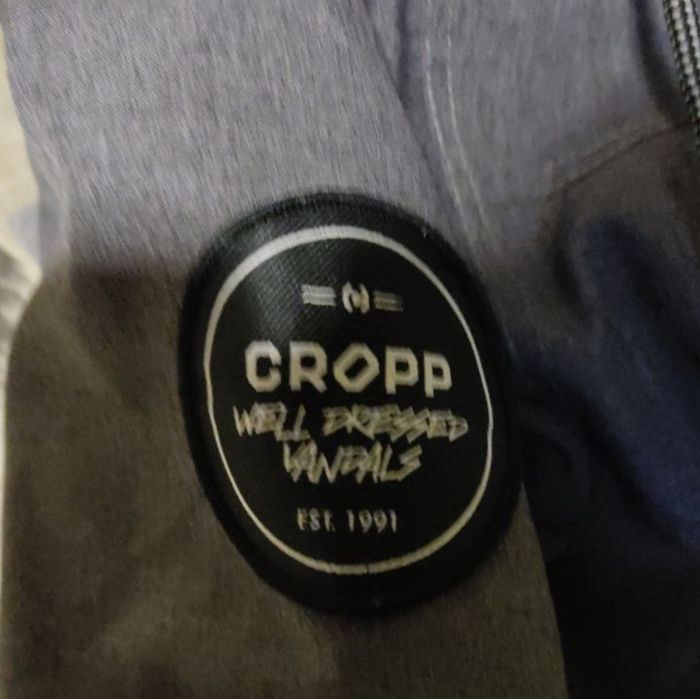 CROPP
WELL DRESSED
VANDALS
EST. 1991